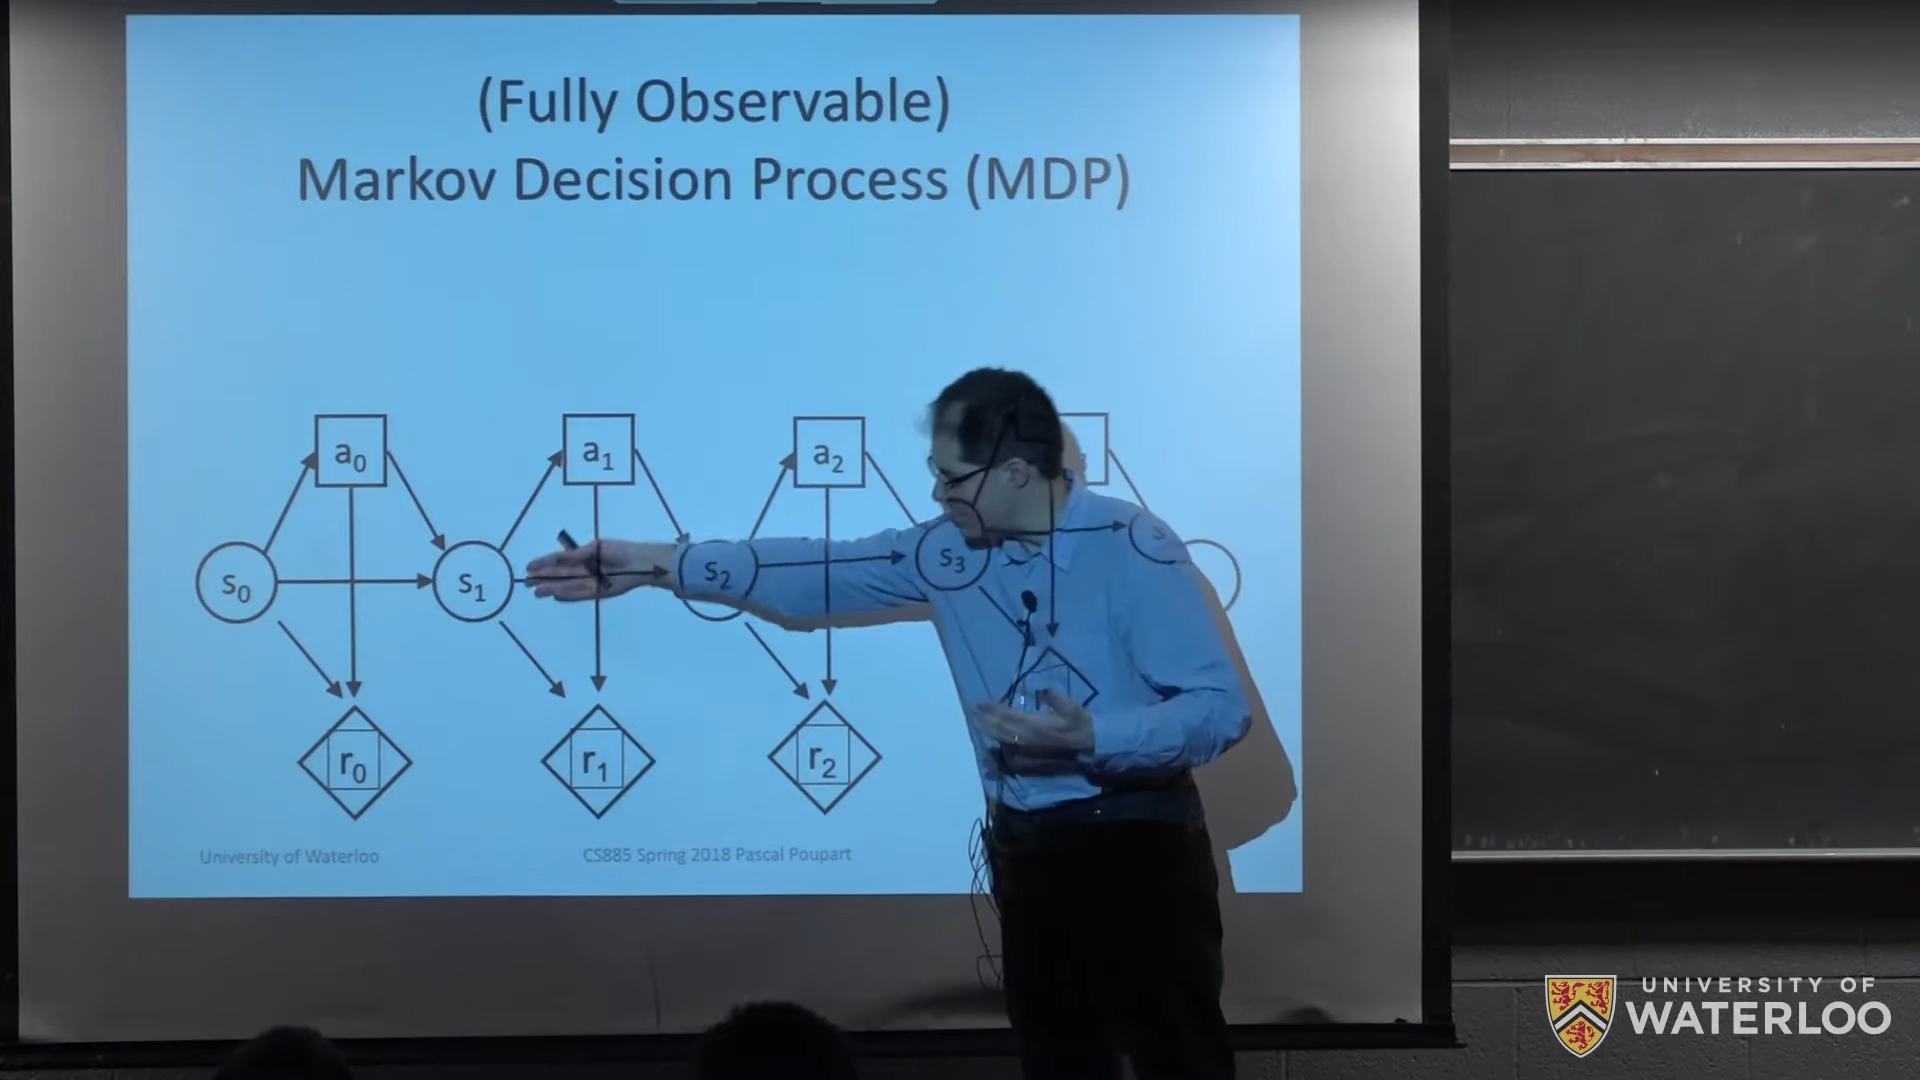 (Fully Observable)
Markov Decision Process (MDP)
a0 a1 a2
s0 s1 s2 s3 s
r0 r1 r2
University of Waterloo CS885 Spring 2018 Pascal Poupart
UNIVERSITY OF
WATERLOO